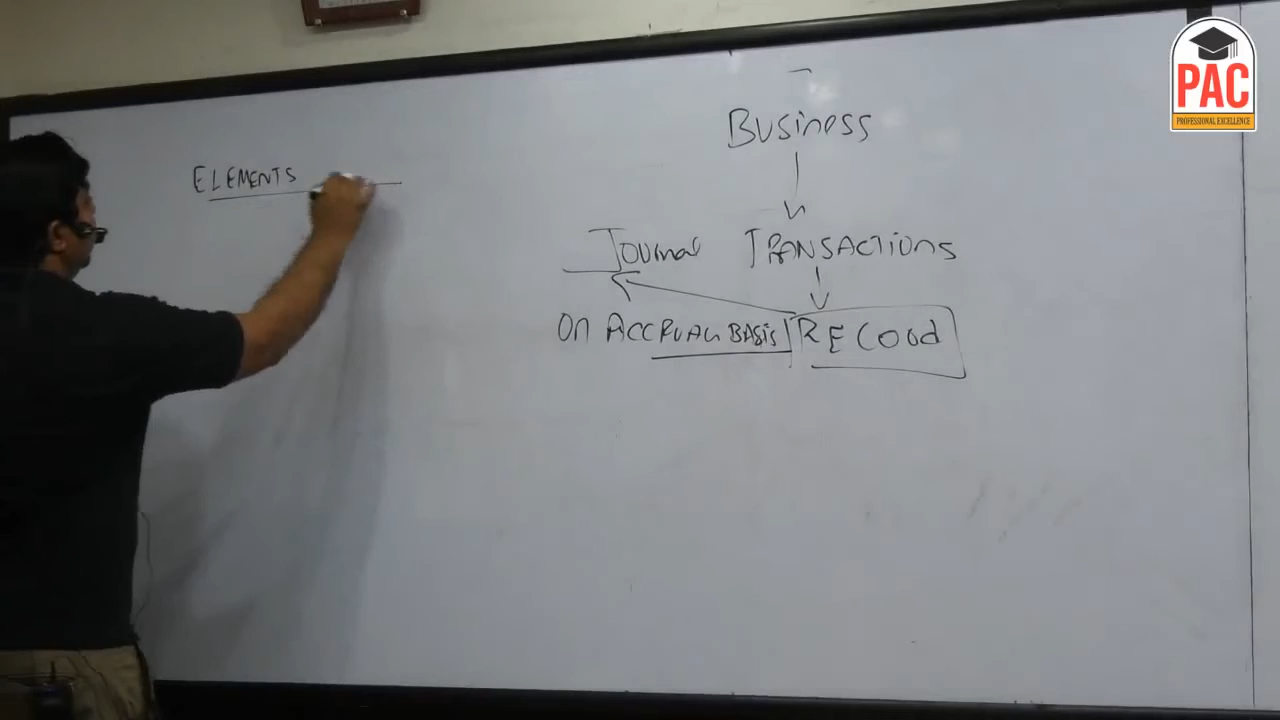 PAC
PROFESSIONAL EXCELLENCE
Business
ELEMENTS
Journal TRANSACTIONS
On ACCRUAL BASIS RECORD